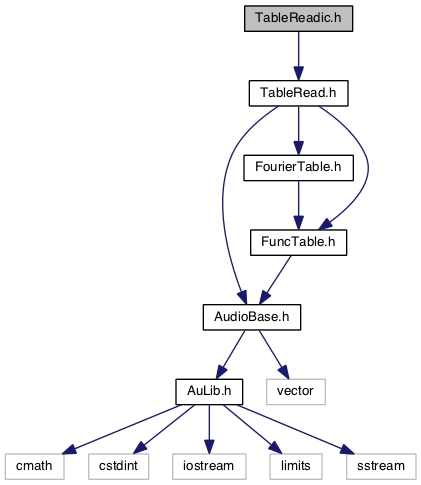 TableReadic.h
TableRead.h
FourierTable.h
FuncTable.h
AudioBase.h
AuLib.h
vector
cmath
cstdint
iostream
limits
sstream